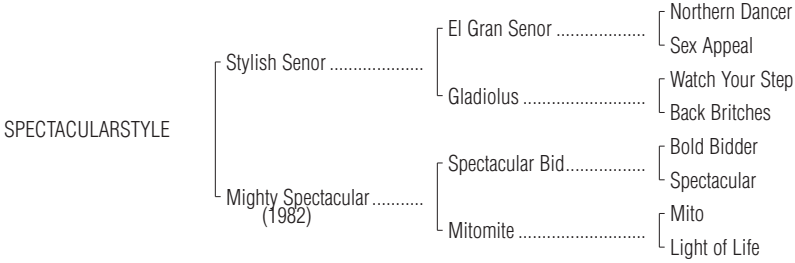 Northern Dancer
El Gran Senor ....................
Sex Appeal
Stylish Senor .....................
Watch Your Step
Gladiolus ...........................
Back Britches
SPECTACULARSTYLE
Bold Bidder
Spectacular Bid..................
Spectacular
Mighty Spectacular...........
(1982)
Mito
Mitomite ............................
Light of Life